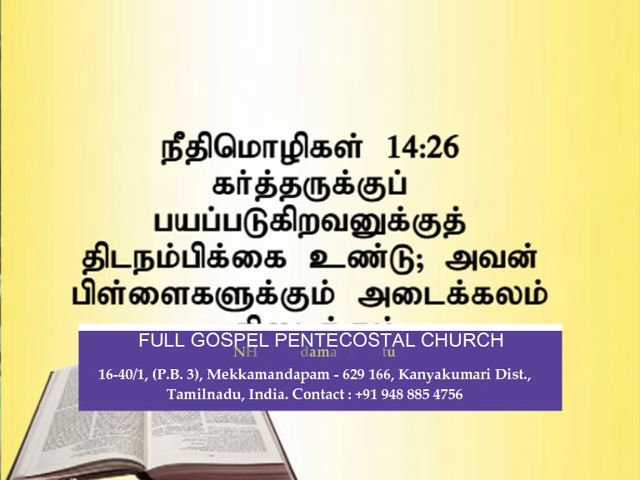 நீதிமொழிகள் 14:26
கர்த்தருக்குப்
பயப்படுகிறவனுக்குத்
திடநம்பிக்கை உண்டு; அவன்
பிள்ளைகளுக்கும் அடைக்கலம்
FULL GOSPEL PENTECOSTAL CHURCH
16-40/1, (P.B. 3), Mekkamandapam - 629 166, Kanyakumari Dist.,
Tamilnadu, India. Contact : +91 948 885 4756